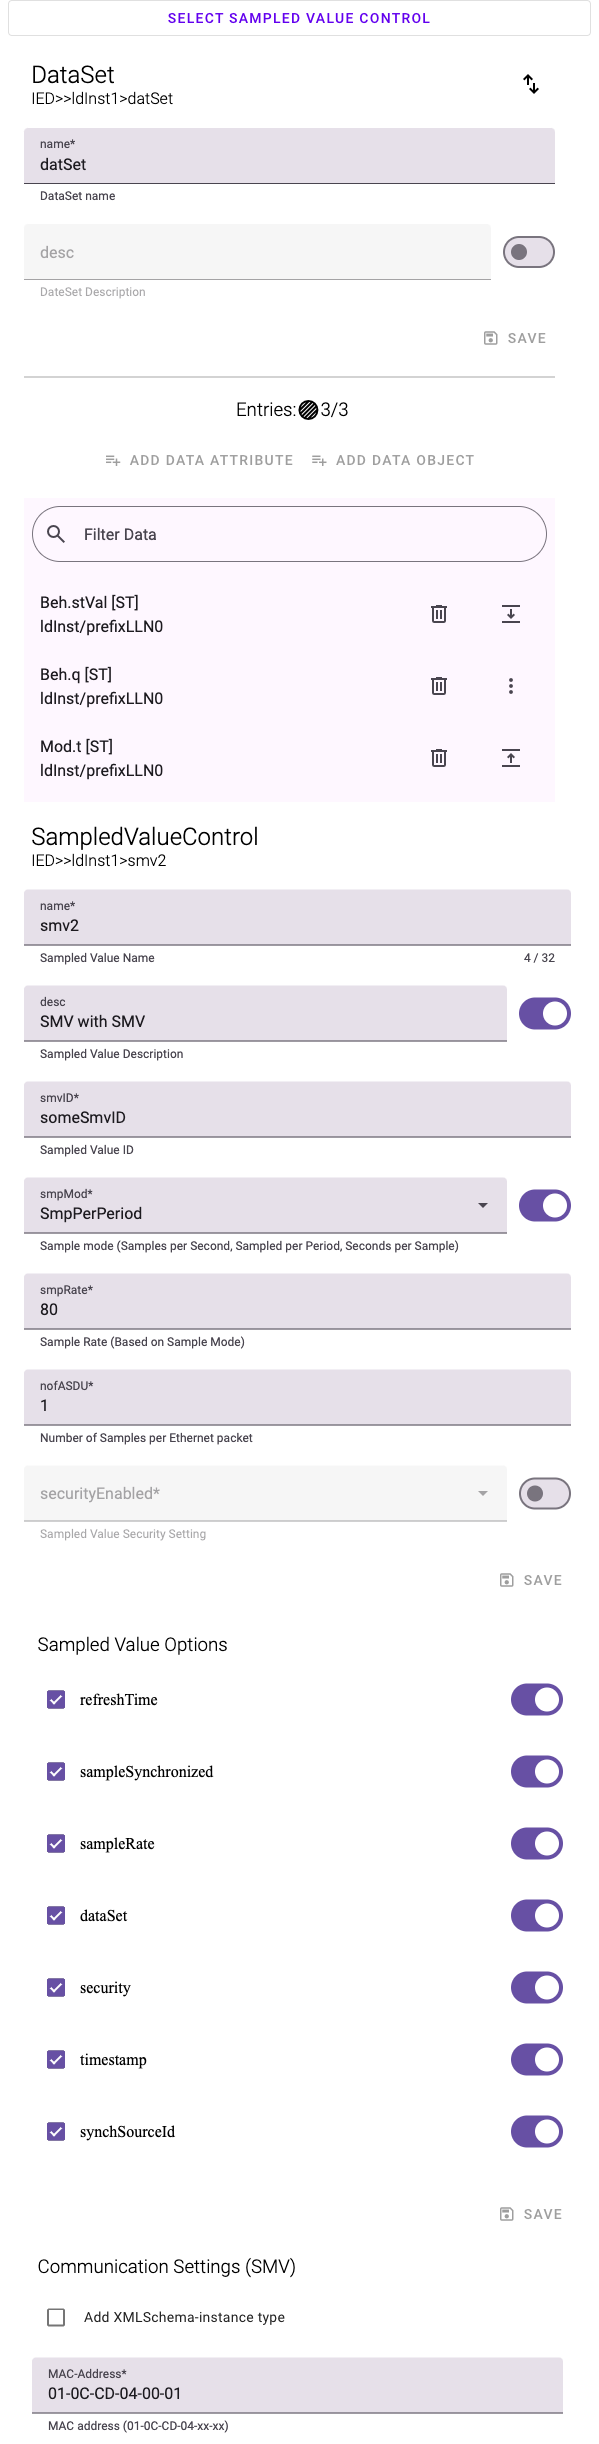 SELECT SAMPLED VALUE CONTROL
DataSet
IED>>ldInst1>datSet
name*
datSet
DataSet name
desc
DateSet Description
SAVE
Entries: 3/3
ADD DATA ATTRIBUTE ADD DATA OBJECT
Filter Data
Beh.stVal [ST]
ldInst/prefixLLN0
Beh.q [ST]
ldInst/prefixLLN0
Mod.t [ST]
ldInst/prefixLLN0
SampledValueControl
IED>>ldInst1>smv2
name*
smv2
Sampled Value Name 4 / 32
desc
SMV with SMV
Sampled Value Description
smvID*
someSmvID
Sampled Value ID
smpMod*
SmpPerPeriod
Sample mode (Samples per Second, Sampled per Period, Seconds per Sample)
smpRate*
80
Sample Rate (Based on Sample Mode)
nofASDU*
1
Number of Samples per Ethernet packet
securityEnabled*
Sampled Value Security Setting
SAVE
Sampled Value Options
refreshTime
sampleSynchronized
sampleRate
dataSet
security
timestamp
synchSourceId
SAVE
Communication Settings (SMV)
Add XMLSchema-instance type
MAC-Address*
01-0C-CD-04-00-01
MAC address (01-0C-CD-04-xx-xx)